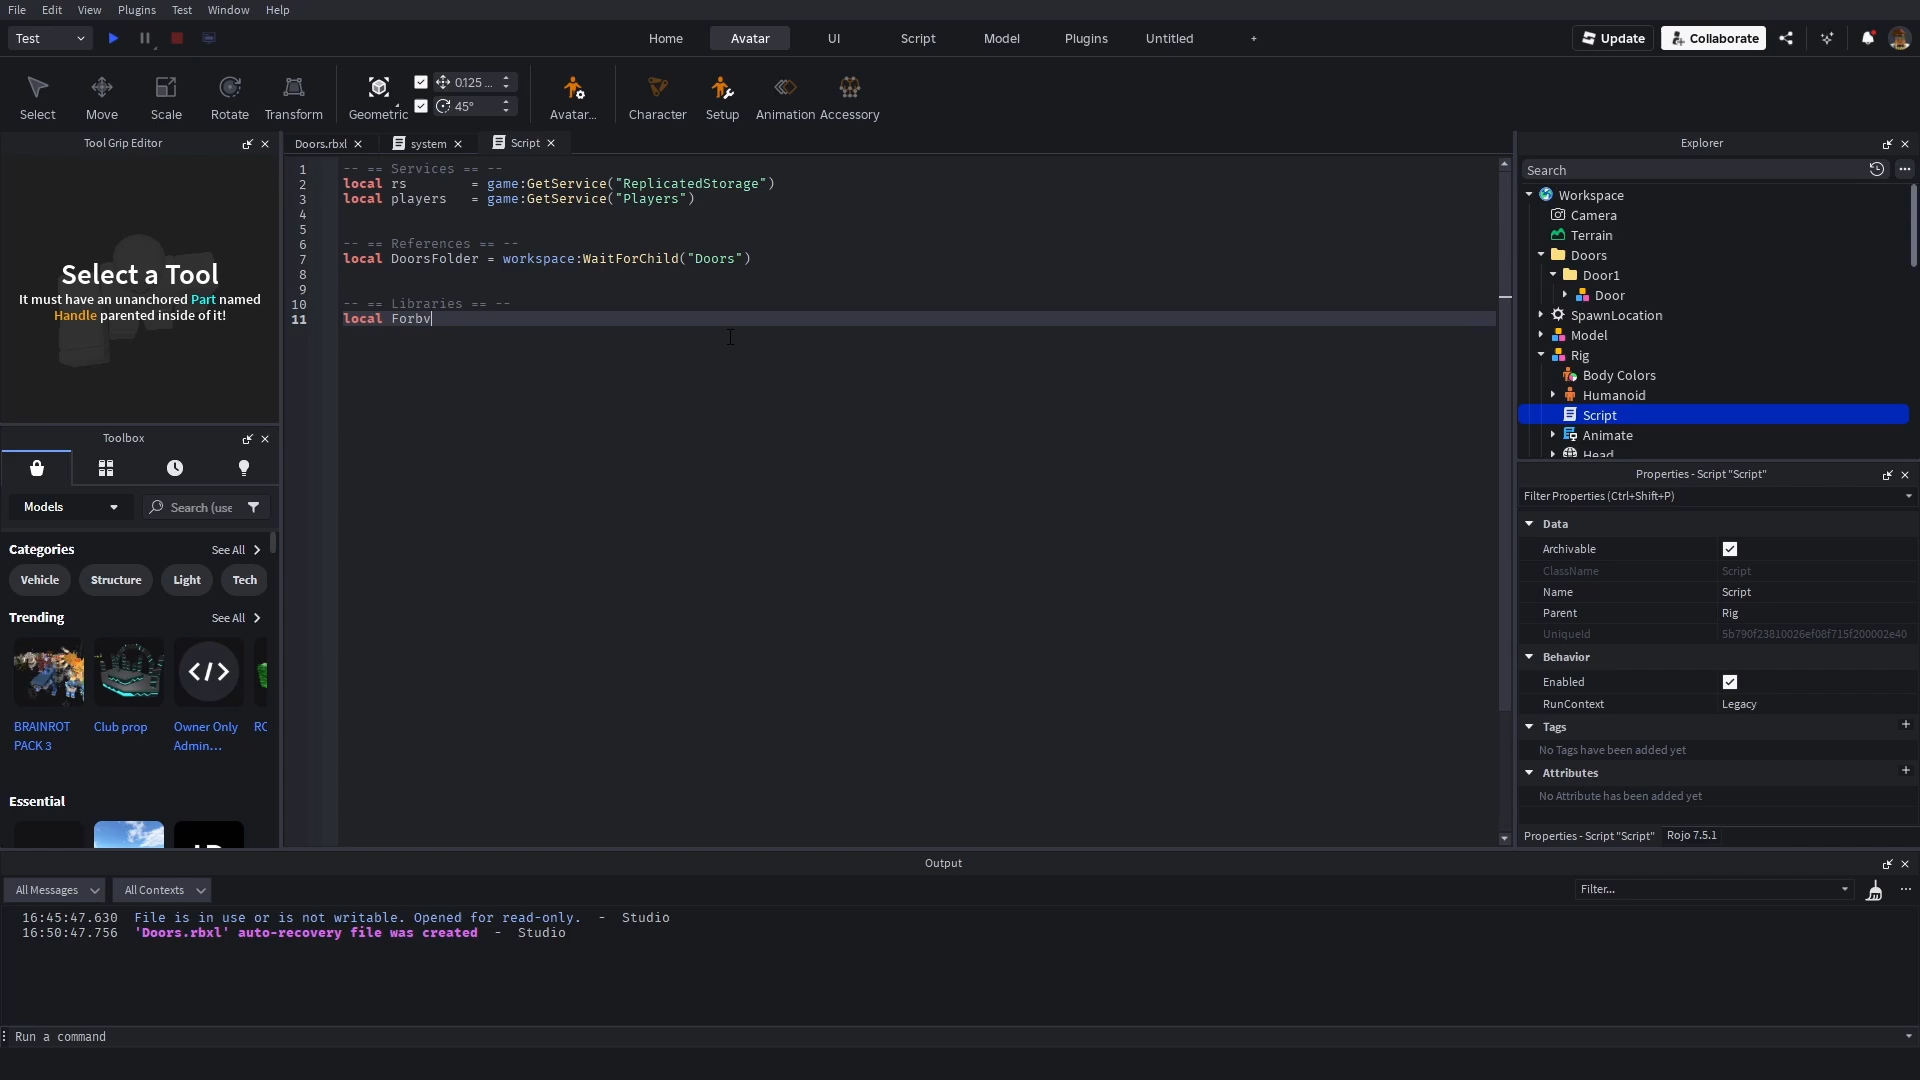 File Edit View Plugins Test Window Help
Test Home Avatar UI Script Model Plugins Untitled + Update Collaborate
Select Move Scale Rotate Transform Geometric 0.125 ... 45° Avatar... Character Setup Animation Accessory
Tool Grip Editor
Select a Tool
It must have an unanchored Part named
Handle parented inside of it!
Toolbox
Models Search (use
Categories See All
Vehicle Structure Light Tech
Trending See All
BRAINROT
PACK 3
Club prop
Owner Only
Admin...
RC
Essential
Doors.rbxl system Script
1 -- == Services == --
2 local rs = game:GetService("ReplicatedStorage")
3 local players = game:GetService("Players")
4
5
6 -- == References == --
7 local DoorsFolder = workspace:WaitForChild("Doors")
8
9
10 -- == Libraries == --
11 local Forbv
Explorer
Search
Workspace
Camera
Terrain
Doors
Door1
Door
SpawnLocation
Model
Rig
Body Colors
Humanoid
Script
Animate
Head
Properties - Script "Script"
Filter Properties (Ctrl+Shift+P)
Data
Archivable
ClassName Script
Name Script
Parent Rig
UniqueId 5b790f23810026ef08f715f200002e40
Behavior
Enabled
RunContext Legacy
Tags +
No Tags have been added yet
Attributes +
No Attribute has been added yet
Properties - Script "Script" Rojo 7.5.1
Output
All Messages All Contexts Filter...
16:45:47.630 File is in use or is not writable. Opened for read-only. - Studio
16:50:47.756 'Doors.rbxl' auto-recovery file was created - Studio
Run a command